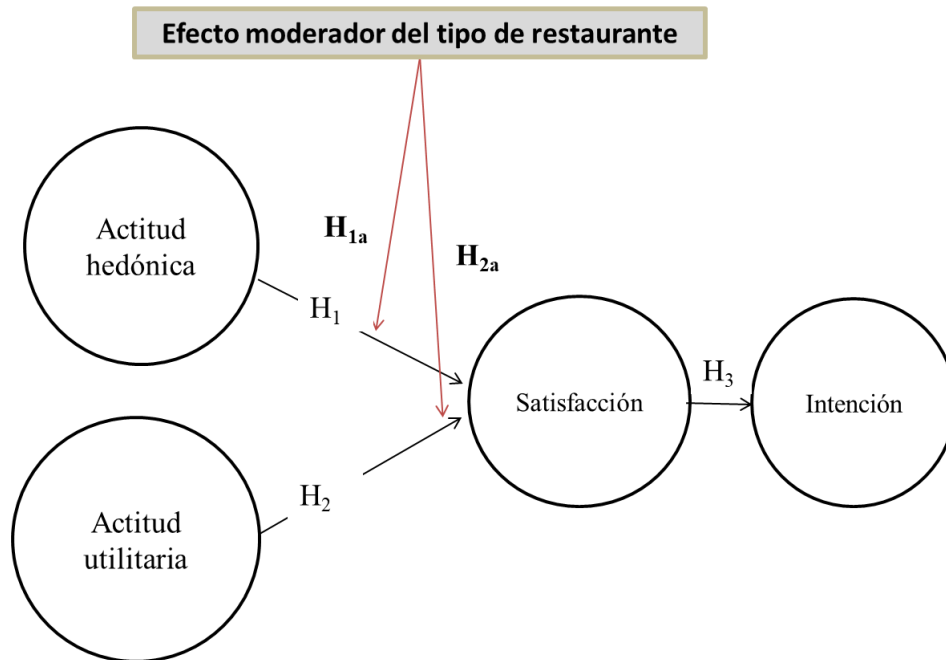 Efecto moderador del tipo de restaurante
Actitud
hedónica
H1a
H2a
H1
Satisfacción
H3
Intención
H2
Actitud
utilitaria